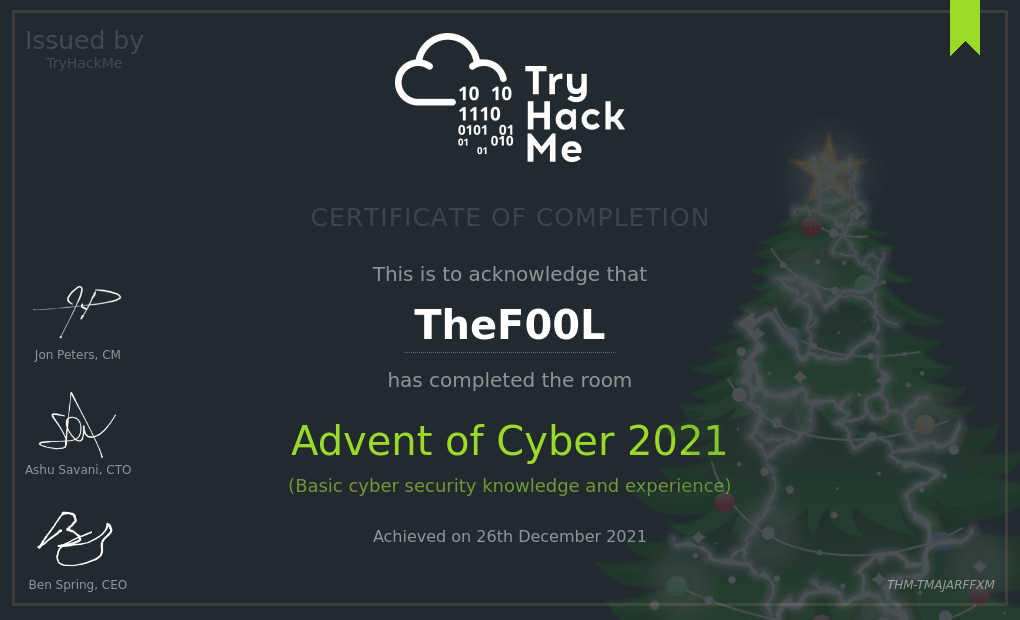 Issued by
TryHackMe
10 10
1110
0101 01
01 010
01
Try
Hack
Me
CERTIFICATE OF COMPLETION
This is to acknowledge that
TheF00L
has completed the room
Advent of Cyber 2021
(Basic cyber security knowledge and experience)
Achieved on 26th December 2021
Jon Peters, CM
Ashu Savani, CTO
Ben Spring, CEO
THM-TMAJARFFXM